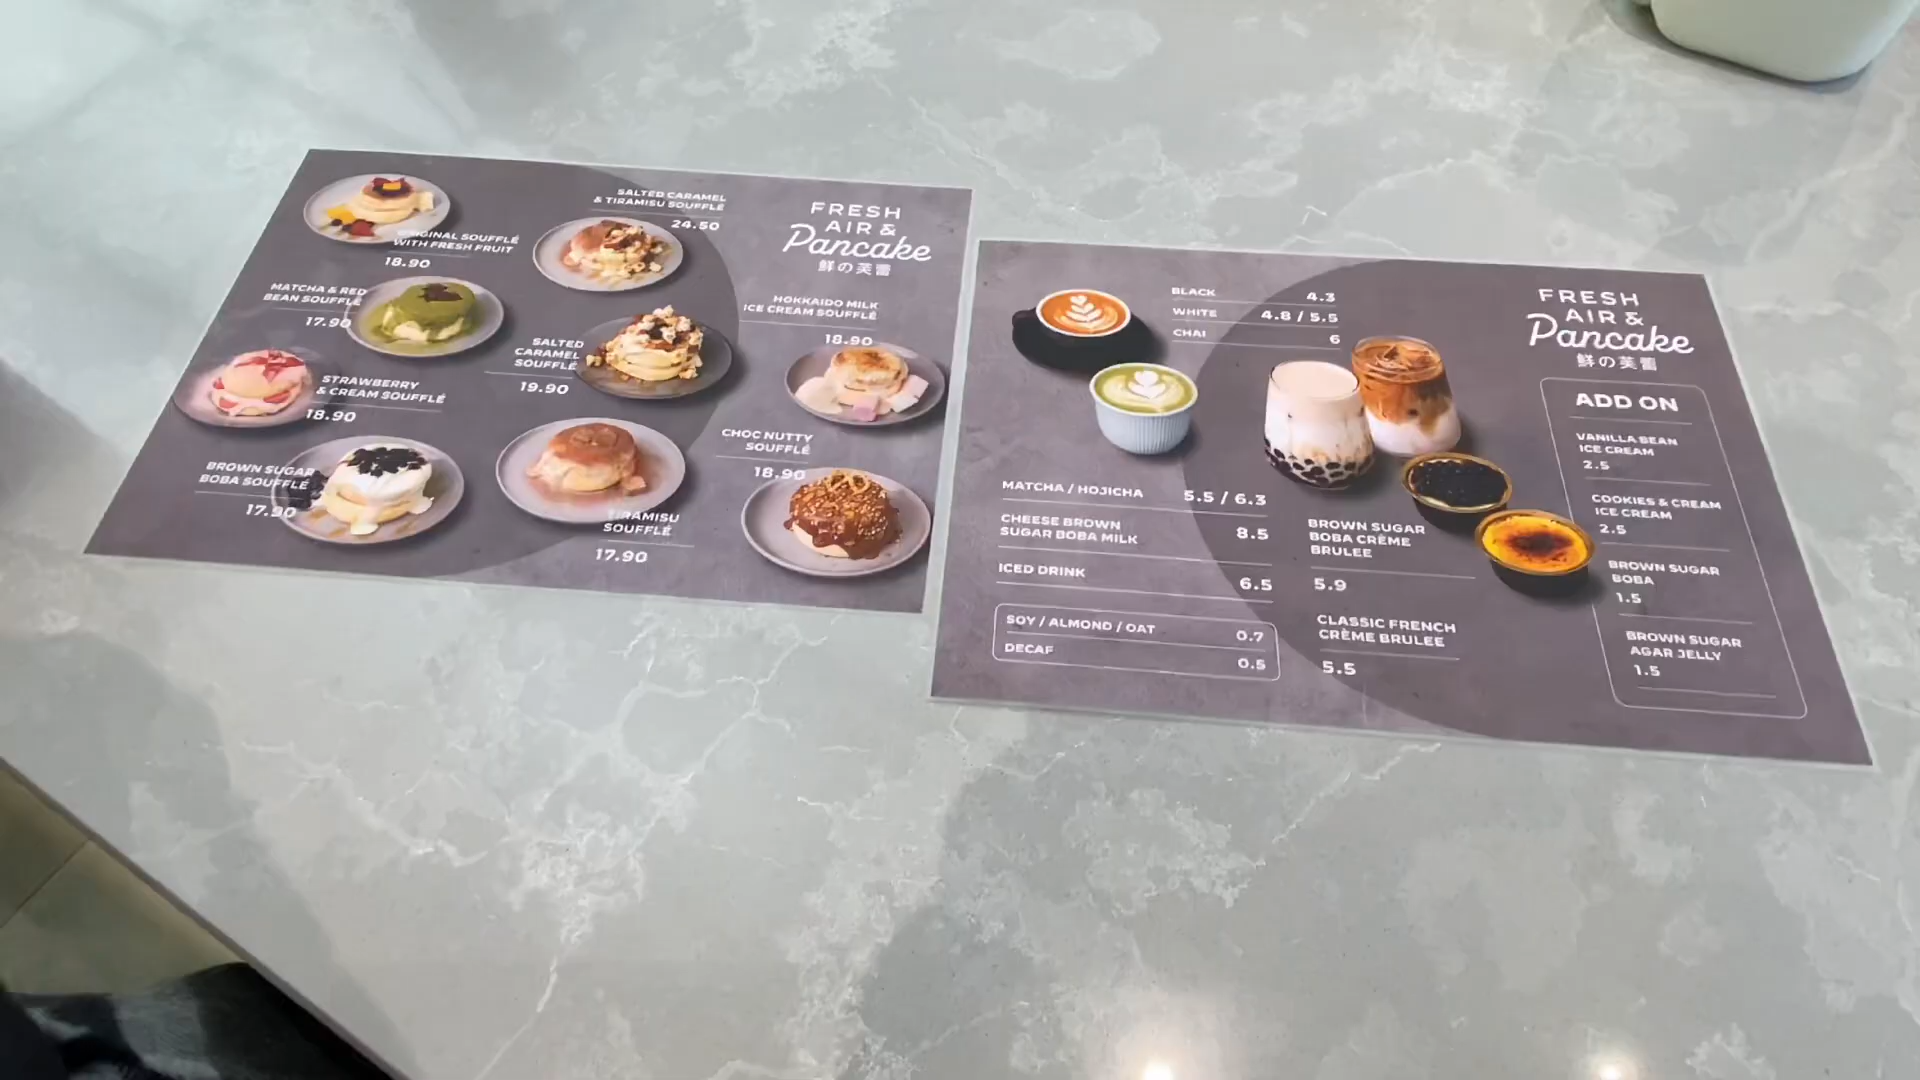 FRESH
AIR &
Pancake
鮮の芙蕾
ORIGINAL SOUFFLÉ
WITH FRESH FRUIT
18.90
SALTED CARAMEL
& TIRAMISU SOUFFLÉ
24.50
MATCHA & RED
BEAN SOUFFLÉ
17.90
HOKKAIDO MILK
ICE CREAM SOUFFLÉ
18.90
SALTED
CARAMEL
SOUFFLÉ
19.90
STRAWBERRY
& CREAM SOUFFLÉ
18.90
CHOC NUTTY
SOUFFLÉ
18.90
BROWN SUGAR
BOBA SOUFFLÉ
17.90
TIRAMISU
SOUFFLÉ
17.90
FRESH
AIR &
Pancake
鮮の芙蕾
BLACK 4.3
WHITE 4.8 / 5.5
CHAI 6
MATCHA / HOJICHA 5.5 / 6.3
CHEESE BROWN
SUGAR BOBA MILK 8.5
ICED DRINK 6.5
SOY / ALMOND / OAT 0.7
DECAF 0.5
BROWN SUGAR
BOBA CRÈME
BRULEE
5.9
CLASSIC FRENCH
CRÈME BRULEE
5.5
ADD ON
VANILLA BEAN
ICE CREAM
2.5
COOKIES & CREAM
ICE CREAM
2.5
BROWN SUGAR
BOBA
1.5
BROWN SUGAR
AGAR JELLY
1.5